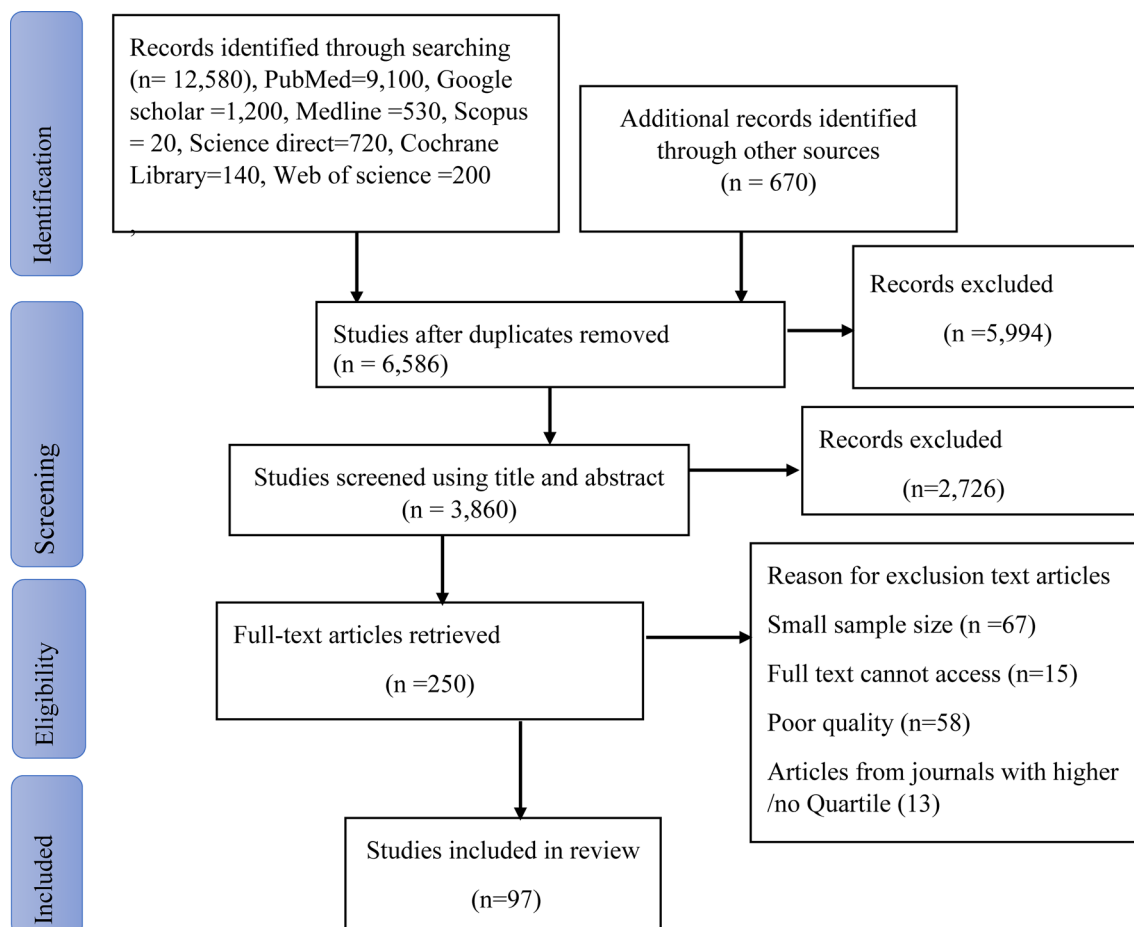 Identification
Records identified through searching
(n= 12,580), PubMed=9,100, Google
scholar =1,200, Medline =530, Scopus
= 20, Science direct=720, Cochrane
Library=140, Web of science =200
,
Additional records identified
through other sources
(n = 670)
Records excluded
(n =5,994)
Studies after duplicates removed
(n = 6,586)
Screening
Records excluded
(n=2,726)
Studies screened using title and abstract
(n = 3,860)
Eligibility
Full-text articles retrieved
(n =250)
Reason for exclusion text articles
Small sample size (n =67)
Full text cannot access (n=15)
Poor quality (n=58)
Articles from journals with higher
/no Quartile (13)
Included
Studies included in review
(n=97)